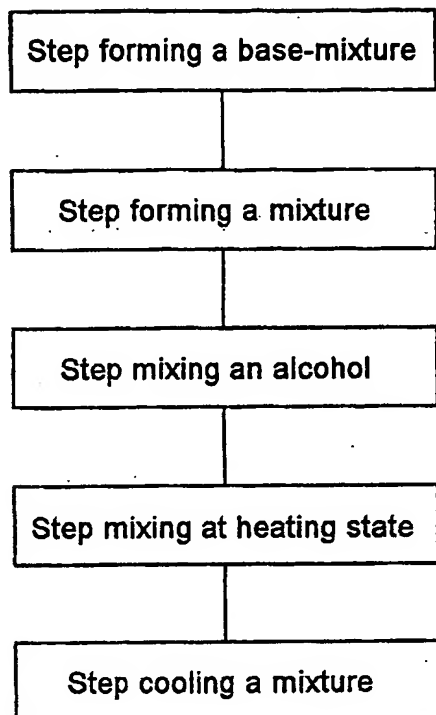 Step forming a base-mixture
Step forming a mixture
Step mixing an alcohol
Step mixing at heating state
Step cooling a mixture